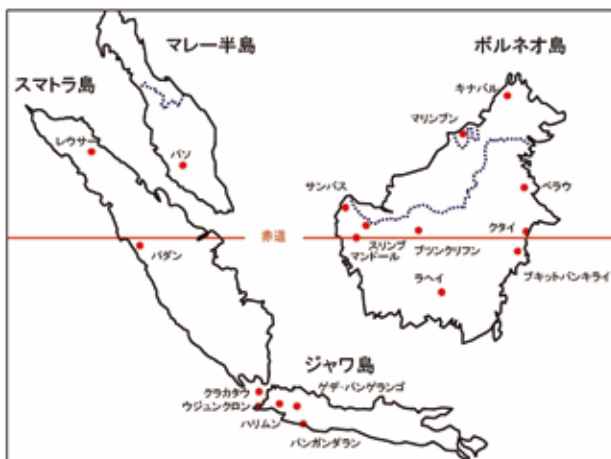 マレー半島
ボルネオ島
スマトラ島
キナバル
マリンブン
レウサー
パソ
サンバス
ベラウ
赤道
クタイ
スリンブ
ブツンクリフン
パダン
マンドール
ブキットバンキライ
ラヘイ
ジャワ島
クラカタウ
ゲデ・パンゲランゴ
ウジュンクロン
ハリムン
パンガンダラン